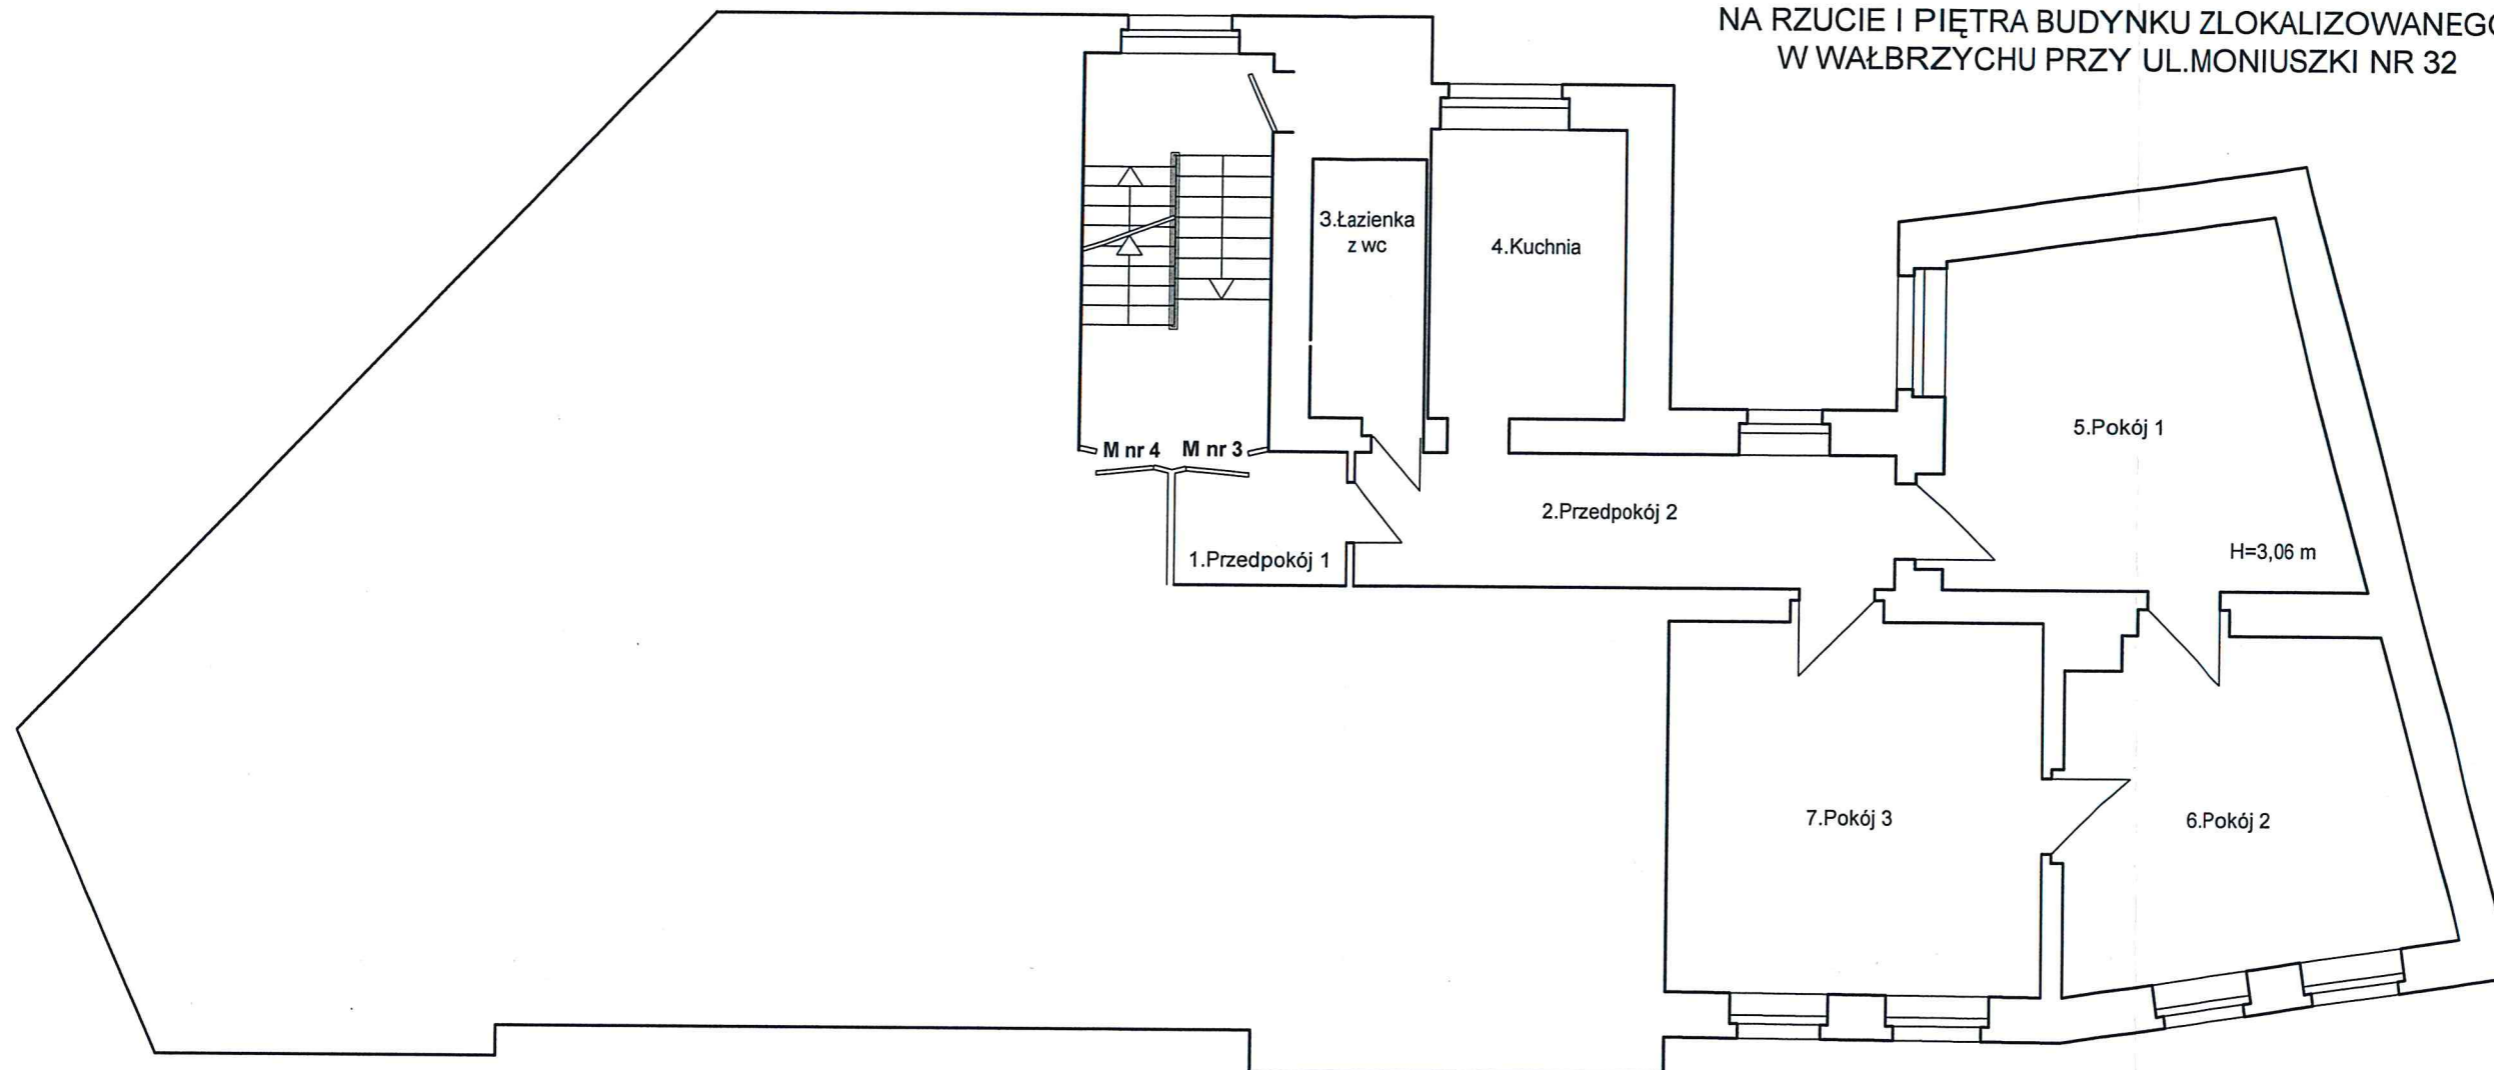 NA RZUCIE I PIĘTRA BUDYNKU ZLOKALIZOWANEGO
W WAŁBRZYCHU PRZY UL.MONIUSZKI NR 32
3.Łazienka
z wc
4.Kuchnia
5.Pokój 1
M nr 4
M nr 3
2.Przedpokój 2
1.Przedpokój 1
H=3,06 m
7.Pokój 3
6.Pokój 2